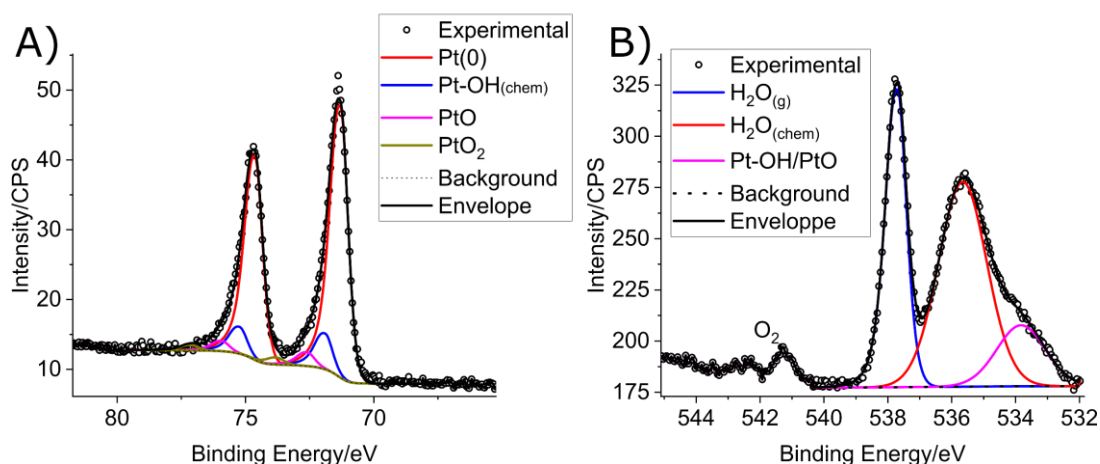 A)
Experimental
Pt(0)
Pt-OH(chem)
PtO
PtO2
Background
Envelope
Intensity/CPS
50
40
30
20
10
80
75
70
Binding Energy/eV
B)
Experimental
H2O(g)
H2O(chem)
Pt-OH/PtO
Background
Enveloppe
O2
Intensity/CPS
325
300
275
250
225
200
175
544
542
540
538
536
534
532
Binding Energy/eV